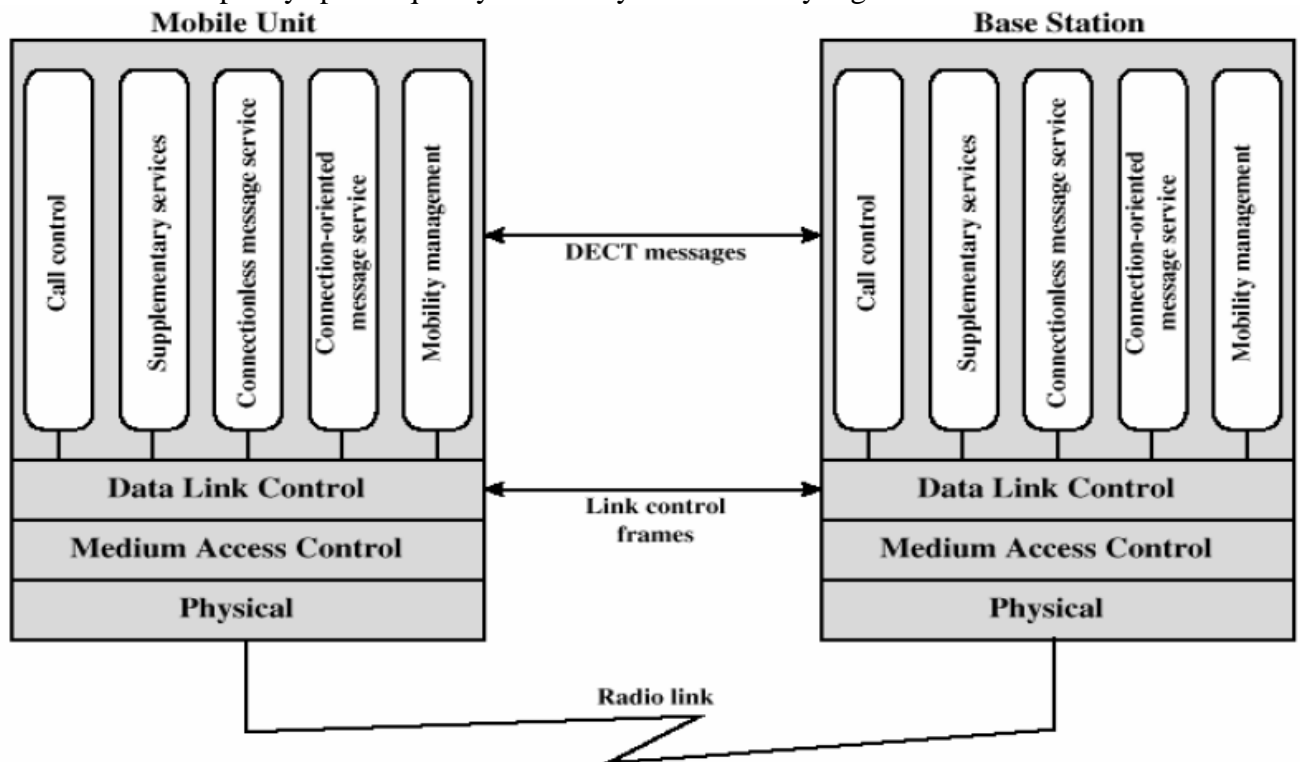 Mobile Unit
Base Station
Call control
Supplementary services
Connectionless message service
Connection-oriented
message service
Mobility management
Call control
Supplementary services
Connectionless message service
Connection-oriented
message service
Mobility management
DECT messages
Data Link Control
Data Link Control
Link control
frames
Medium Access Control
Medium Access Control
Physical
Physical
Radio link